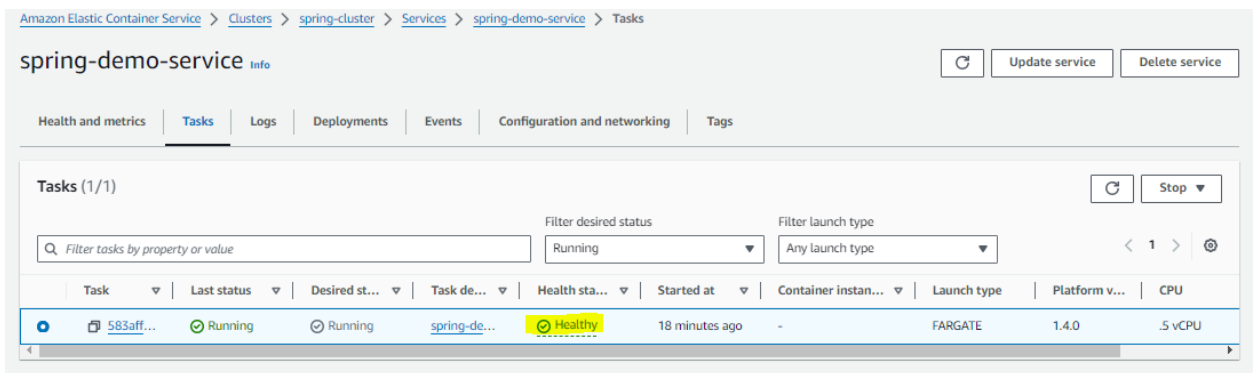 Amazon Elastic Container Service > Clusters > spring-cluster > Services > spring-demo-service > Tasks
spring-demo-service Info
Update service Delete service
Health and metrics Tasks Logs Deployments Events Configuration and networking Tags
Tasks (1/1)
Stop
Filter desired status Filter launch type
Filter tasks by property or value Running Any launch type < 1 >
Task Last status Desired st... Task de... Health sta... Started at Container instan... Launch type Platform v... CPU
583aff... Running Running spring-de... Healthy 18 minutes ago - FARGATE 1.4.0 .5 vCPU